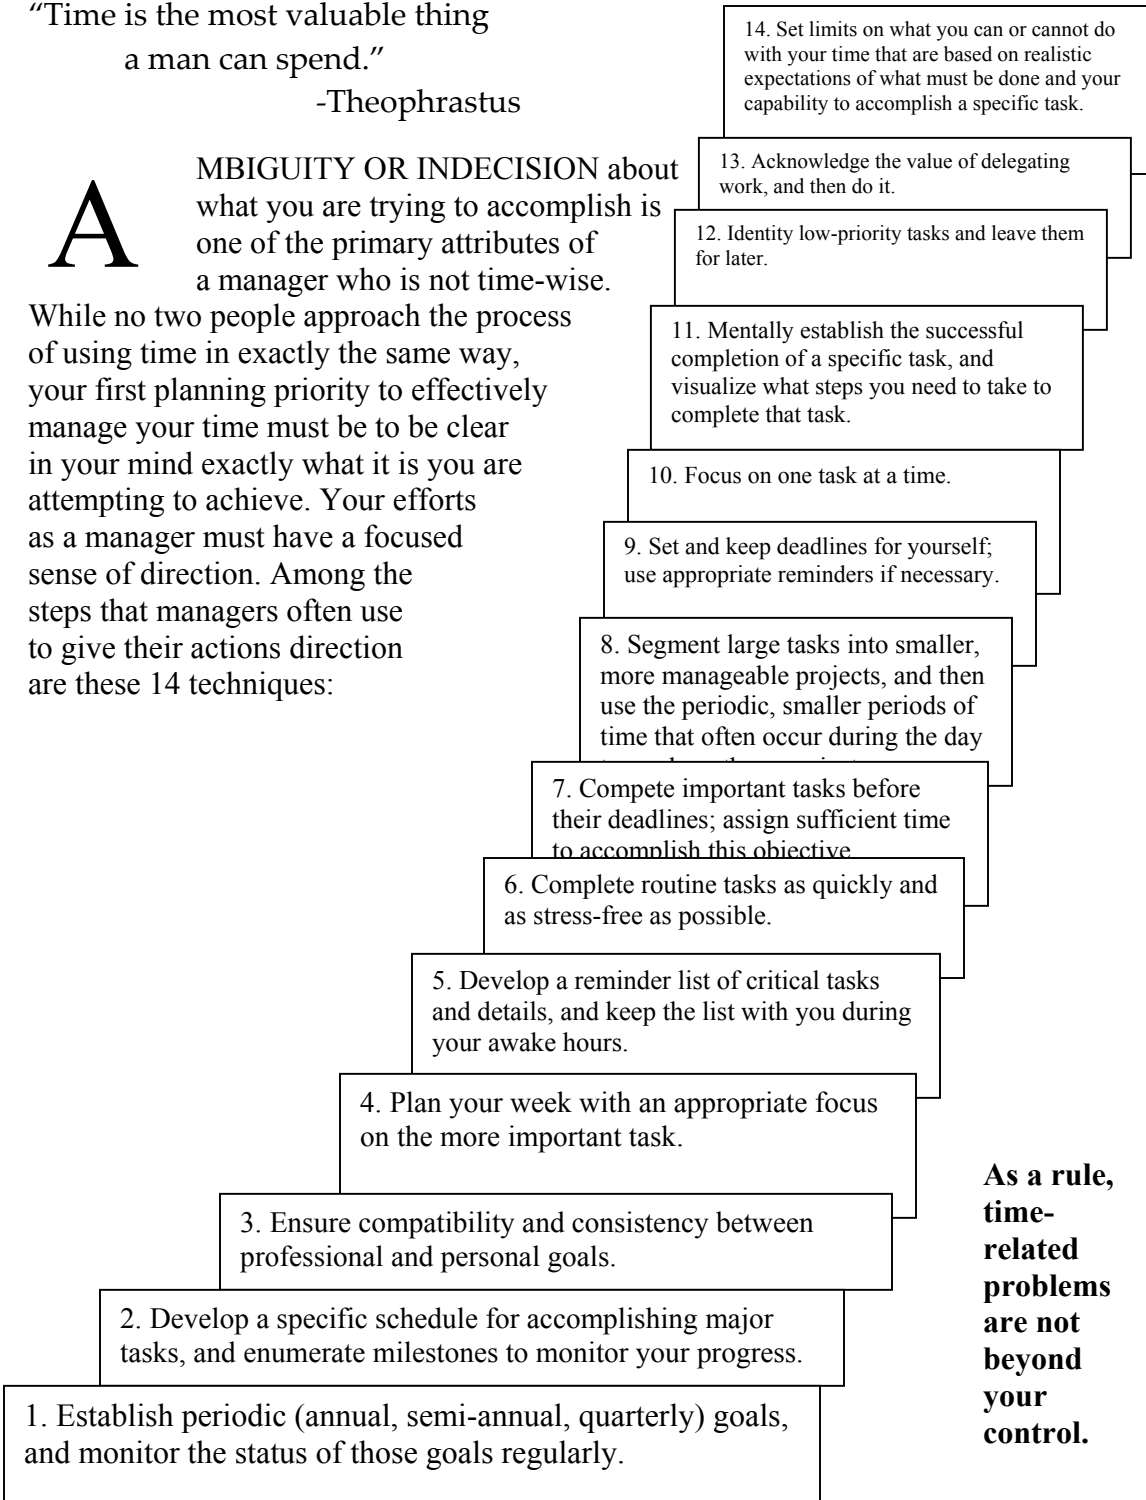 “Time is the most valuable thing
a man can spend.”
-Theophrastus
AMBIGUITY OR INDECISION about
what you are trying to accomplish is
one of the primary attributes of
a manager who is not time-wise.
While no two people approach the process
of using time in exactly the same way,
your first planning priority to effectively
manage your time must be to be clear
in your mind exactly what it is you are
attempting to achieve. Your efforts
as a manager must have a focused
sense of direction. Among the
steps that managers often use
to give their actions direction
are these 14 techniques:
14. Set limits on what you can or cannot do
with your time that are based on realistic
expectations of what must be done and your
capability to accomplish a specific task.
13. Acknowledge the value of delegating
work, and then do it.
12. Identity low-priority tasks and leave them
for later.
11. Mentally establish the successful
completion of a specific task, and
visualize what steps you need to take to
complete that task.
10. Focus on one task at a time.
9. Set and keep deadlines for yourself;
use appropriate reminders if necessary.
8. Segment large tasks into smaller,
more manageable projects, and then
use the periodic, smaller periods of
time that often occur during the day
7. Compete important tasks before
their deadlines; assign sufficient time
to accomplish this objective
6. Complete routine tasks as quickly and
as stress-free as possible.
5. Develop a reminder list of critical tasks
and details, and keep the list with you during
your awake hours.
4. Plan your week with an appropriate focus
on the more important task.
3. Ensure compatibility and consistency between
professional and personal goals.
2. Develop a specific schedule for accomplishing major
tasks, and enumerate milestones to monitor your progress.
1. Establish periodic (annual, semi-annual, quarterly) goals,
and monitor the status of those goals regularly.
As a rule,
time-
related
problems
are not
beyond
your
control.